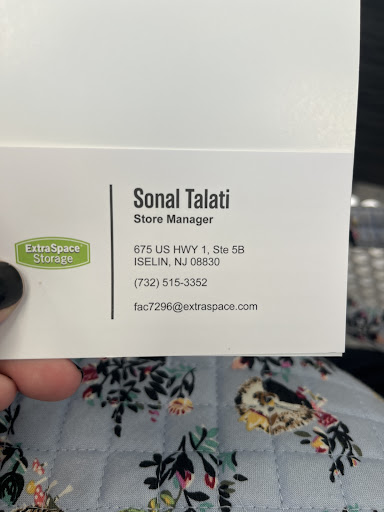 ExtraSpace
Storage
Sonal Talati
Store Manager
675 US HWY 1, Ste 5B
ISELIN, NJ 08830
(732) 515-3352
fac7296@extraspace.com